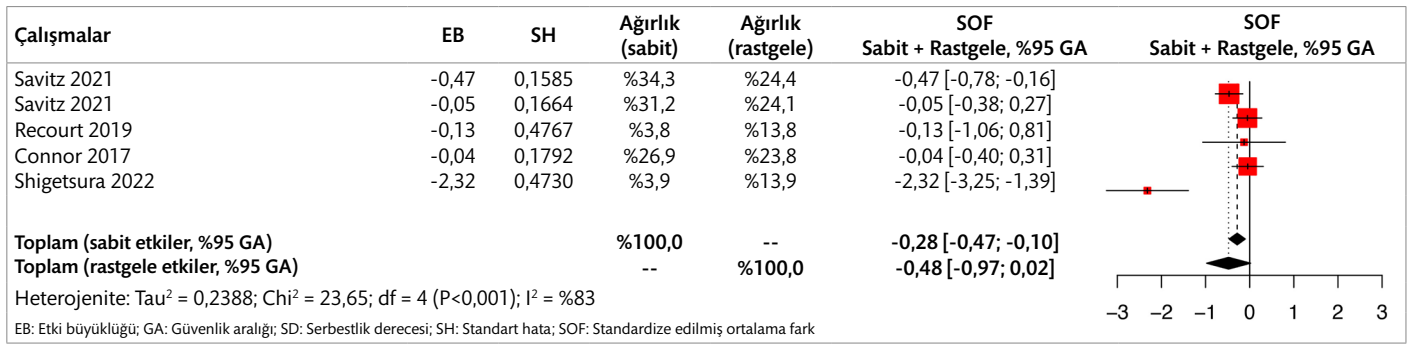 Çalışmalar EB SH Ağırlık (sabit) Ağırlık (rastgele) SOF Sabit + Rastgele, %95 GA SOF Sabit + Rastgele, %95 GA
Savitz 2021 -0,47 0,1585 %34,3 %24,4 -0,47 [-0,78; -0,16]
Savitz 2021 -0,05 0,1664 %31,2 %24,1 -0,05 [-0,38; 0,27]
Recourt 2019 -0,13 0,4767 %3,8 %13,8 -0,13 [-1,06; 0,81]
Connor 2017 -0,04 0,1792 %26,9 %23,8 -0,04 [-0,40; 0,31]
Shigetsura 2022 -2,32 0,4730 %3,9 %13,9 -2,32 [-3,25; -1,39]
Toplam (sabit etkiler, %95 GA) %100,0 -- -0,28 [-0,47; -0,10]
Toplam (rastgele etkiler, %95 GA) -- %100,0 -0,48 [-0,97; 0,02]
Heterojenite: Tau² = 0,2388; Chi² = 23,65; df = 4 (P<0,001); I² = %83
−3 −2 −1 0 1 2 3
EB: Etki büyüklüğü; GA: Güvenlik aralığı; SD: Serbestlik derecesi; SH: Standart hata; SOF: Standardize edilmiş ortalama fark